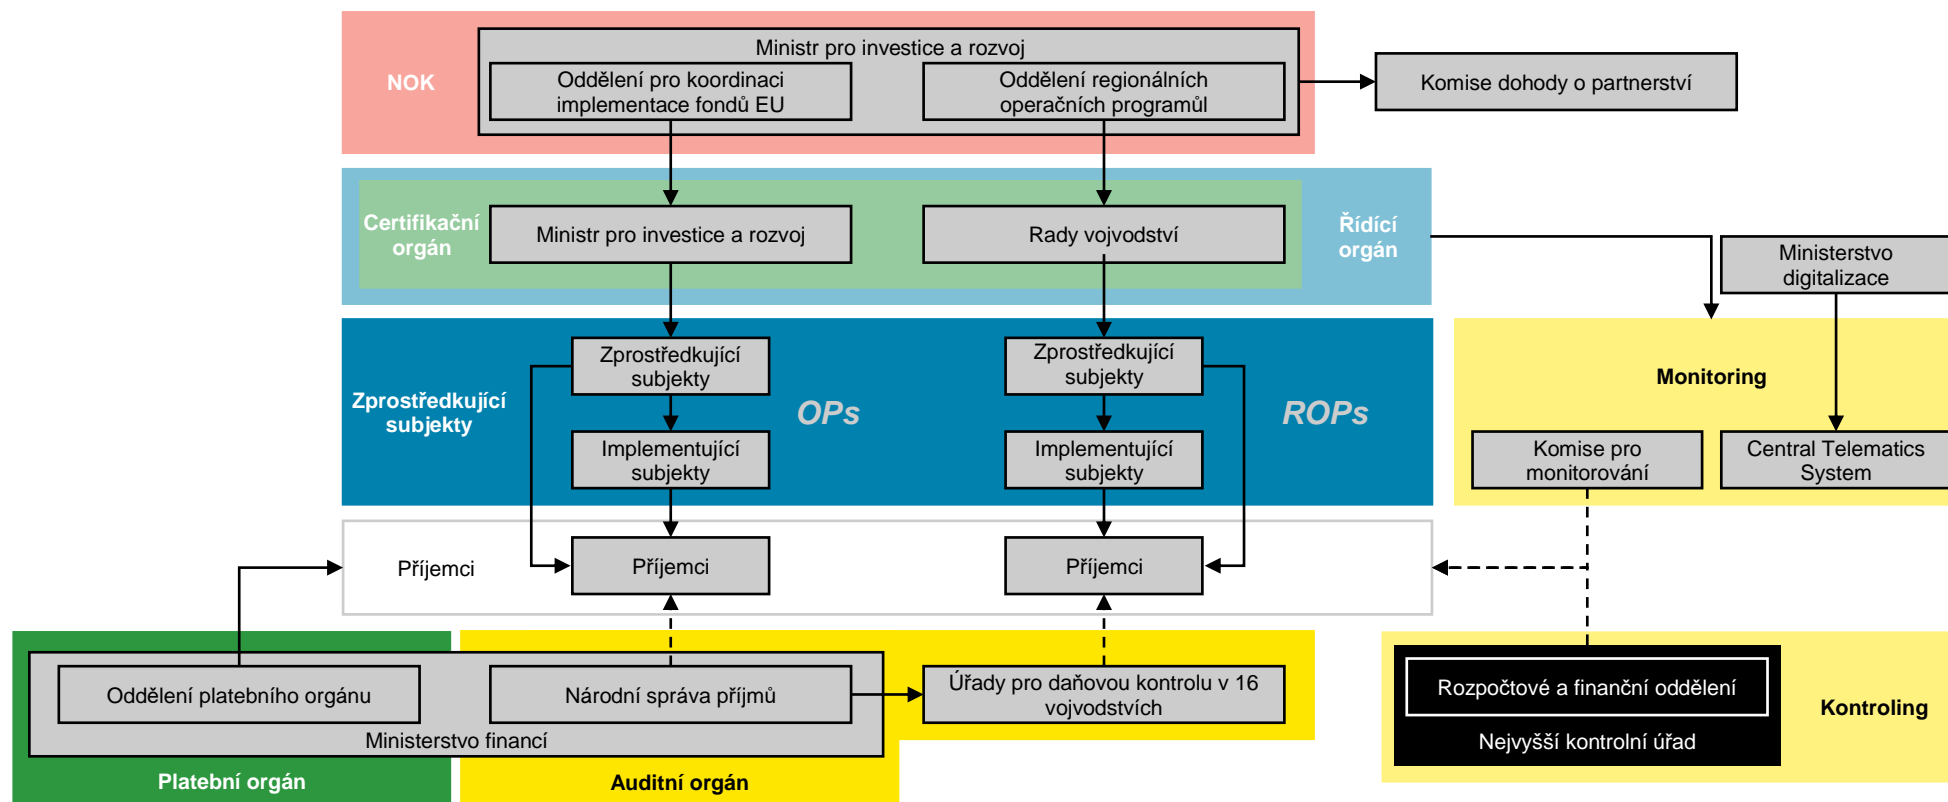 Ministr pro investice a rozvoj
NOK
Oddělení pro koordinaci
implementace fondů EU
Oddělení regionálních
operačních programůl
Komise dohody o partnerství
Certifikační
orgán
Ministr pro investice a rozvoj
Rady vojvodství
Řídící
orgán
Ministerstvo
digitalizace
Zprostředkující
subjekty
Zprostředkující
subjekty
OPs
Zprostředkující
subjekty
ROPs
Implementující
subjekty
Implementující
subjekty
Monitoring
Komise pro
monitorování
Central Telematics
System
Příjemci
Příjemci
Příjemci
Oddělení platebního orgánu
Národní správa příjmů
Ministerstvo financí
Úřady pro daňovou kontrolu v 16
vojvodstvích
Platební orgán
Auditní orgán
Rozpočtové a finanční oddělení
Nejvyšší kontrolní úřad
Kontroling